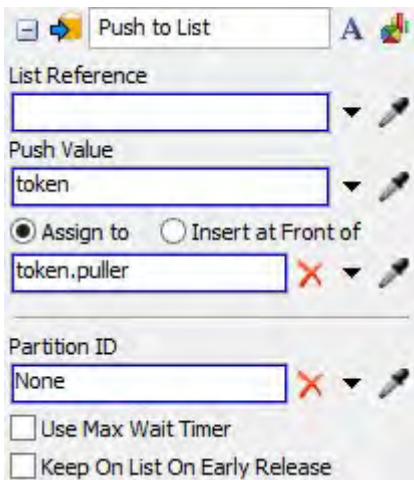 Push to List A
List Reference
Push Value
token
Assign to Insert at Front of
token.puller
Partition ID
None
Use Max Wait Timer
Keep On List On Early Release